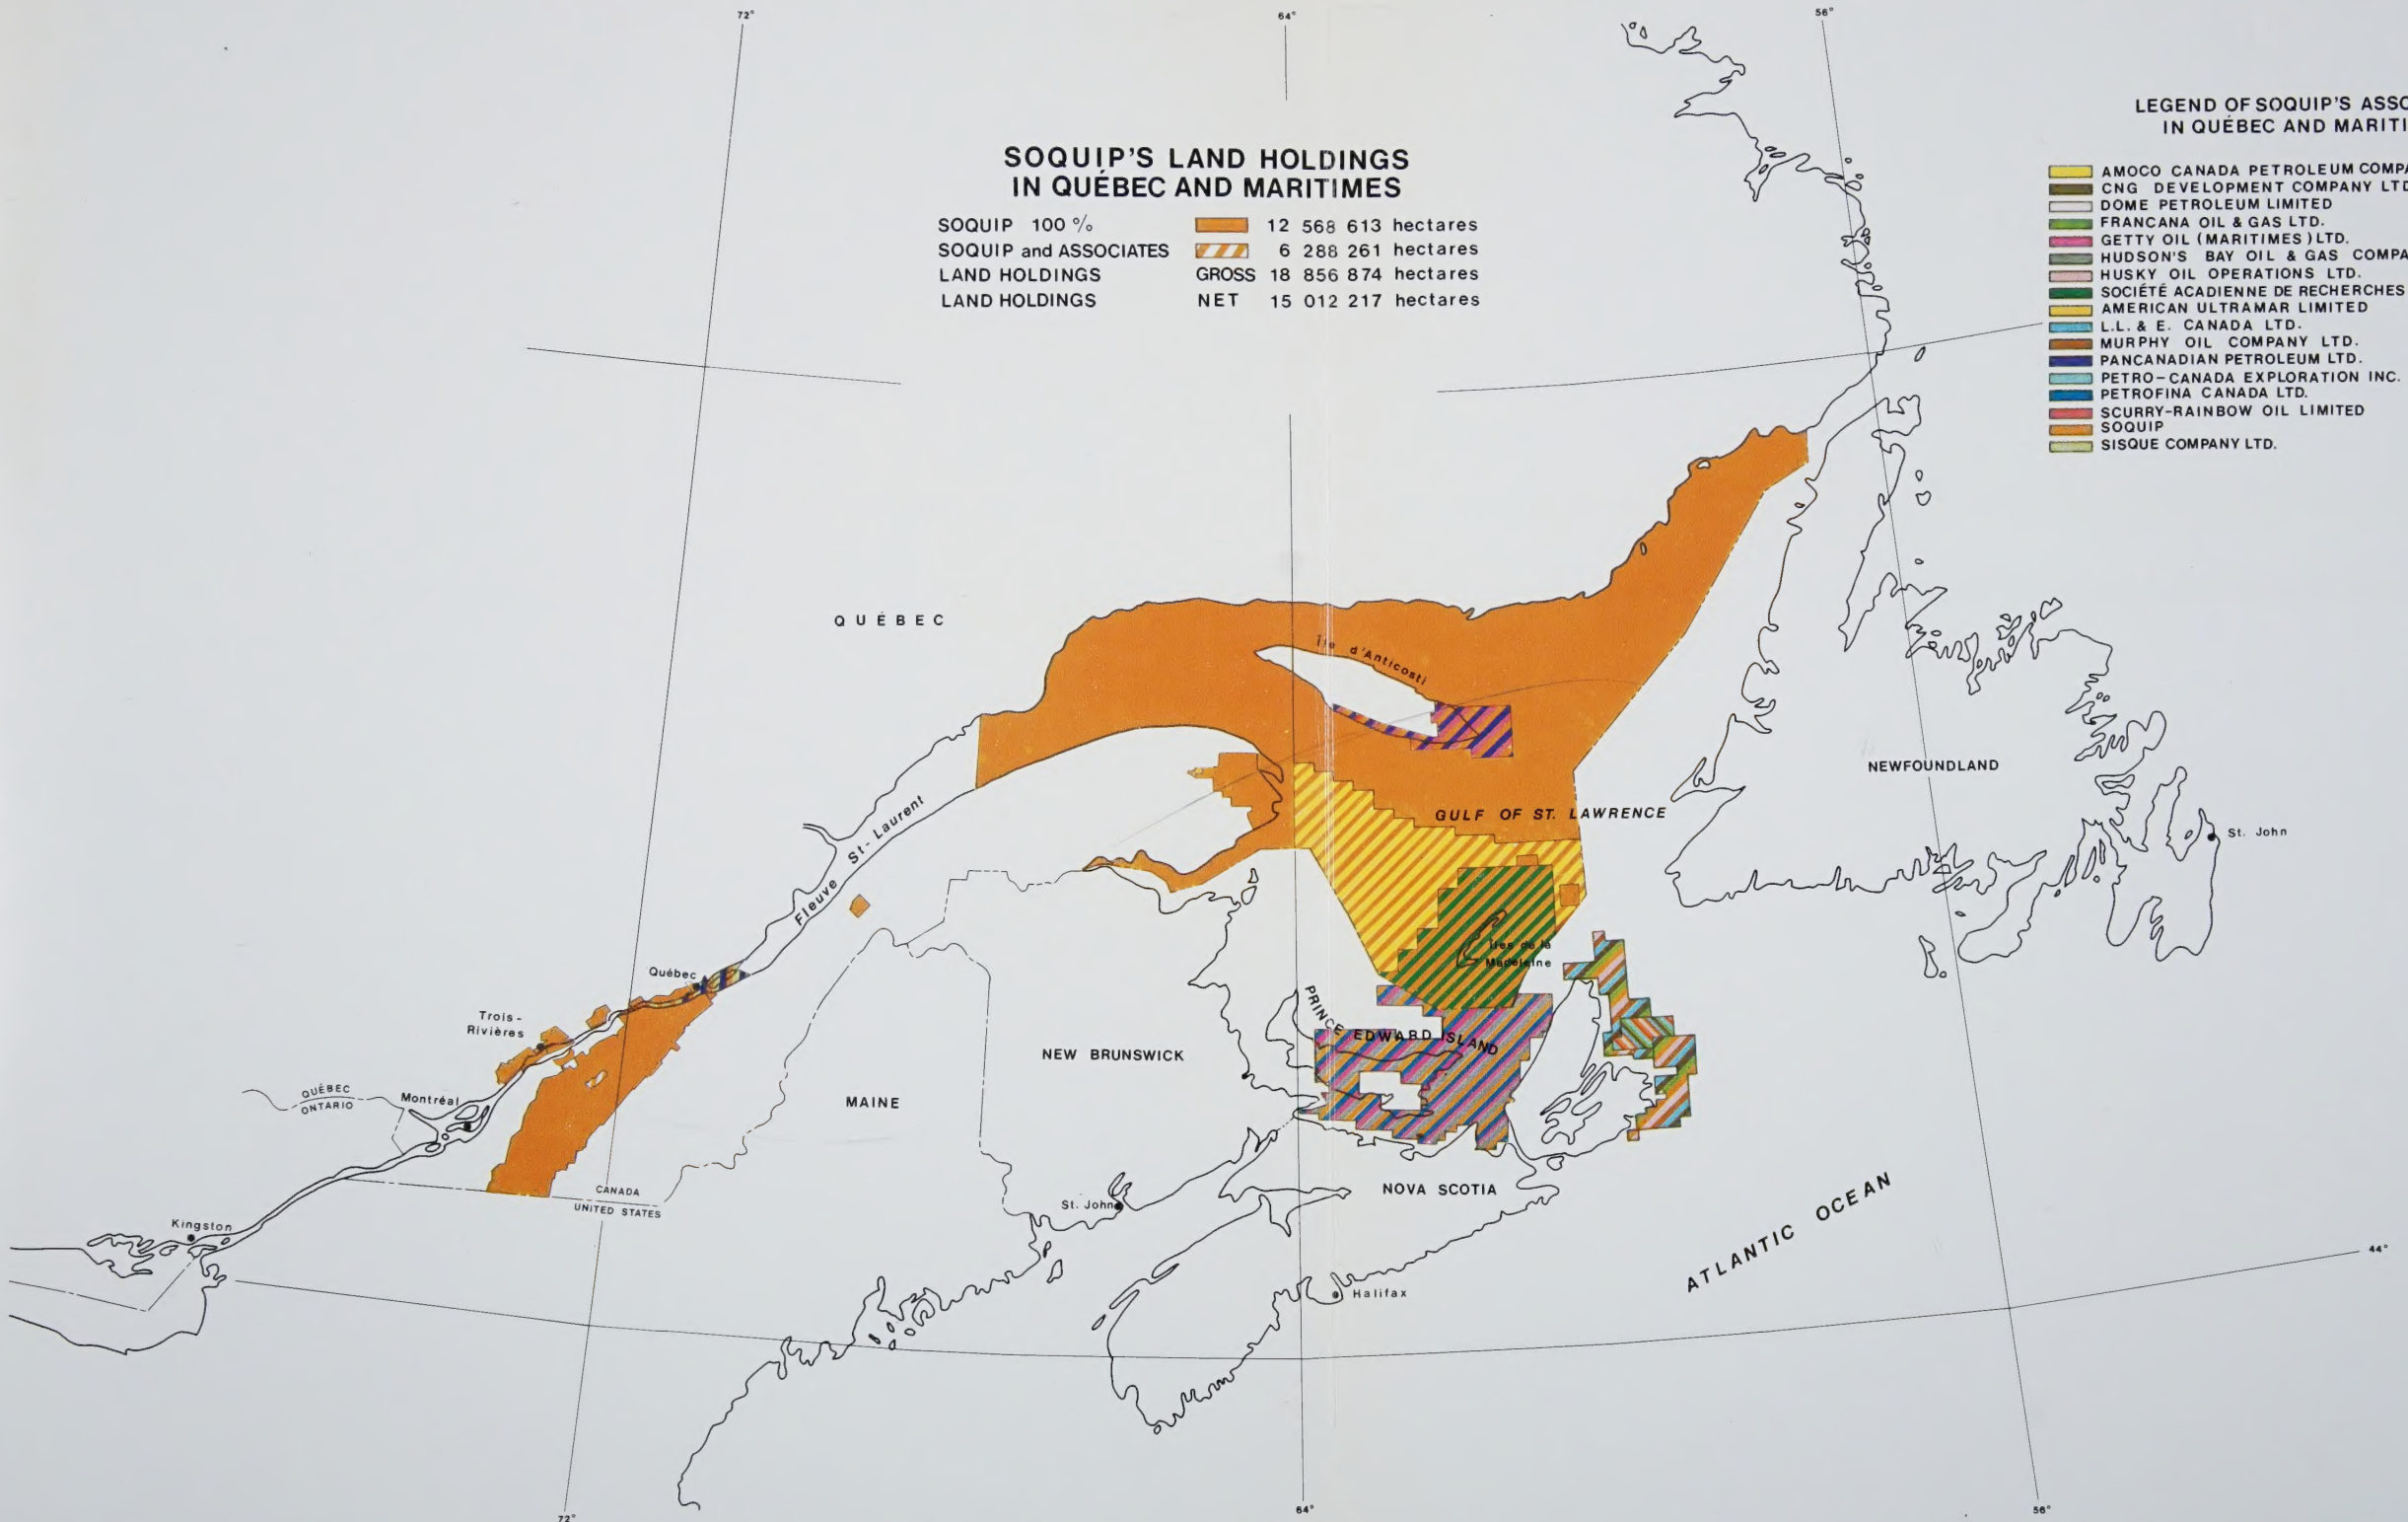 72°
64°
56°
SOQUIP'S LAND HOLDINGS
IN QUÉBEC AND MARITIMES
SOQUIP 100 % 12 568 613 hectares
SOQUIP and ASSOCIATES 6 288 261 hectares
LAND HOLDINGS GROSS 18 856 874 hectares
LAND HOLDINGS NET 15 012 217 hectares
LEGEND OF SOQUIP'S ASSO
IN QUÉBEC AND MARITI
AMOCO CANADA PETROLEUM COMPA
CNG DEVELOPMENT COMPANY LTD
DOME PETROLEUM LIMITED
FRANCANA OIL & GAS LTD.
GETTY OIL (MARITIMES) LTD.
HUDSON'S BAY OIL & GAS COMPA
HUSKY OIL OPERATIONS LTD.
SOCIÉTÉ ACADIENNE DE RECHERCHES
AMERICAN ULTRAMAR LIMITED
L.L. & E. CANADA LTD.
MURPHY OIL COMPANY LTD.
PANCANADIAN PETROLEUM LTD.
PETRO-CANADA EXPLORATION INC.
PETROFINA CANADA LTD.
SCURRY-RAINBOW OIL LIMITED
SOQUIP
SISQUE COMPANY LTD.
QUÉBEC
Île d'Anticosti
NEWFOUNDLAND
GULF OF ST. LAWRENCE
St. John
Fleuve St-Laurent
Îles de la
Madeleine
Québec
Trois-
Rivières
PRINCE EDWARD ISLAND
NEW BRUNSWICK
MAINE
QUÉBEC
ONTARIO
Montréal
CANADA
UNITED STATES
St. John
NOVA SCOTIA
Kingston
ATLANTIC OCEAN
44°
Halifax
72°
64°
56°